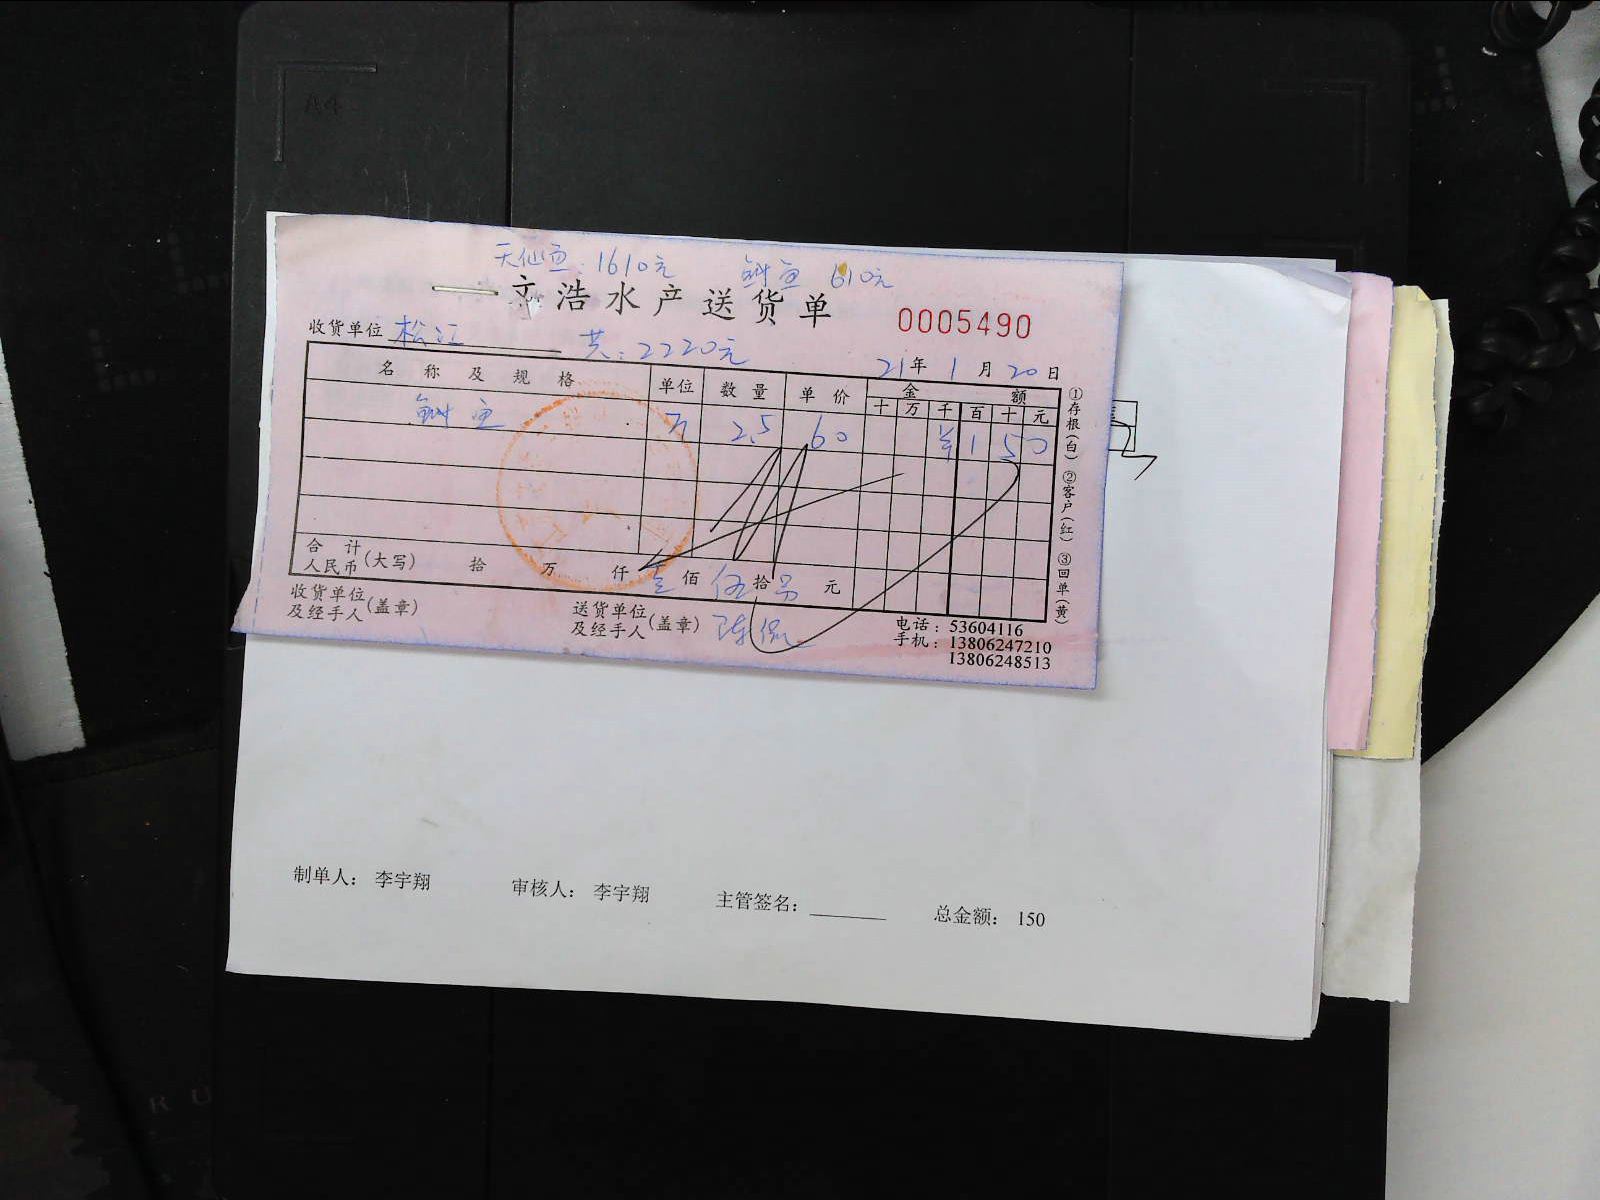 天仙鱼：1610元 鲥鱼 610元
文浩水产送货单
0005490
收货单位 松江 共：2220元
21年 1月 20日
名称及规格 单位 数量 单价 金额
十 万 千 百 十 元
鲥鱼 2.5 60 ¥150
合计
人民币(大写) 拾 万 仟 壹佰 伍拾 元
收货单位
及经手人(盖章)
送货单位
及经手人(盖章)
电话：53604116
手机：13806247210
13806248513
①存根(白) ②客户(红) ③回单(黄)
制单人： 李宇翔 审核人： 李宇翔 主管签名： 总金额： 150